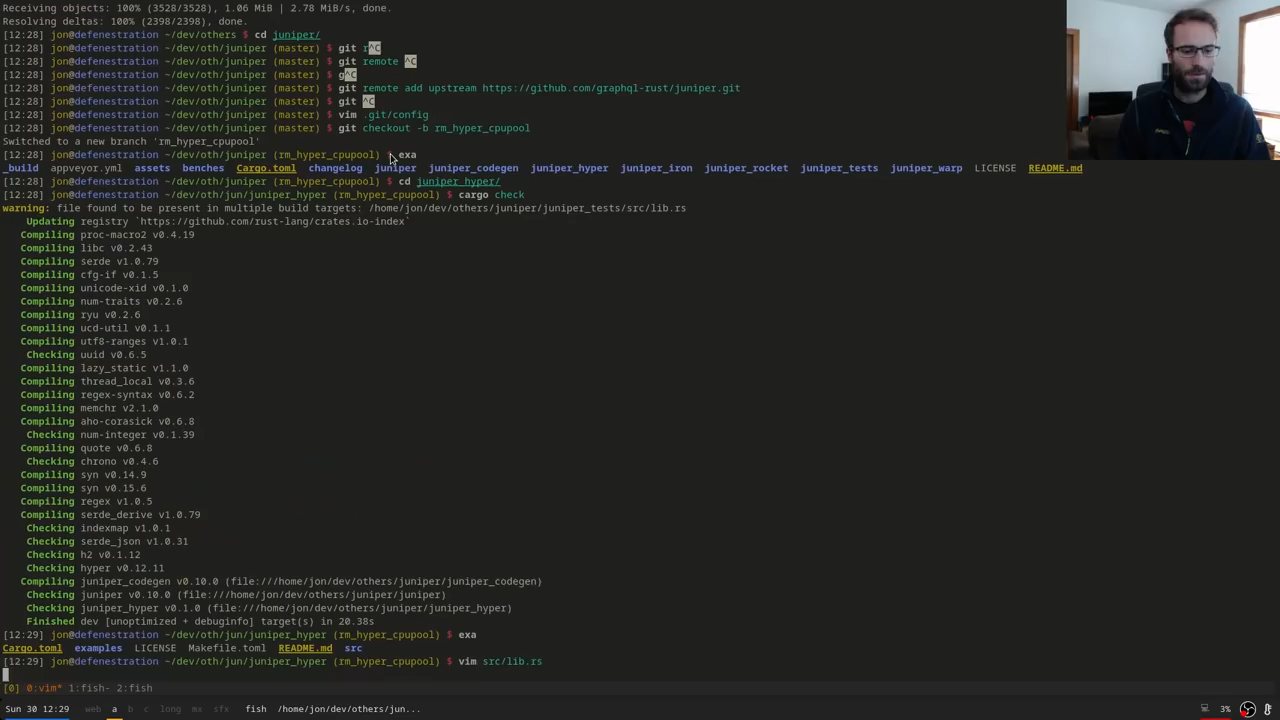 Receiving objects: 100% (3528/3528), 1.06 MiB | 2.78 MiB/s, done.
Resolving deltas: 100% (2398/2398), done.
[12:28] jon@defenestration ~/dev/others $ cd juniper/
[12:28] jon@defenestration ~/dev/others/juniper (master) $ git r^C
[12:28] jon@defenestration ~/dev/others/juniper (master) $ git remote ^C
[12:28] jon@defenestration ~/dev/others/juniper (master) $ g^C
[12:28] jon@defenestration ~/dev/others/juniper (master) $ git remote add upstream https://github.com/graphql-rust/juniper.git
[12:28] jon@defenestration ~/dev/others/juniper (master) $ git ^C
[12:28] jon@defenestration ~/dev/others/juniper (master) $ vim .git/config
[12:28] jon@defenestration ~/dev/others/juniper (master) $ git checkout -b rm_hyper_cpupool
Switched to a new branch 'rm_hyper_cpupool'
[12:28] jon@defenestration ~/dev/others/juniper (rm_hyper_cpupool) $ exa
_build appveyor.yml assets benches Cargo.toml changelog juniper juniper_codegen juniper_hyper juniper_iron juniper_rocket juniper_tests juniper_warp LICENSE README.md
[12:28] jon@defenestration ~/dev/others/juniper (rm_hyper_cpupool) $ cd juniper_hyper/
[12:28] jon@defenestration ~/dev/oth/jun/juniper_hyper (rm_hyper_cpupool) $ cargo check
warning: file found to be present in multiple build targets: /home/jon/dev/others/juniper/juniper_tests/src/lib.rs
Updating registry `https://github.com/rust-lang/crates.io-index`
Compiling proc-macro2 v0.4.19
Compiling libc v0.2.43
Compiling serde v1.0.79
Compiling cfg-if v0.1.5
Compiling unicode-xid v0.1.0
Compiling num-traits v0.2.6
Compiling ryu v0.2.6
Compiling ucd-util v0.1.1
Compiling utf8-ranges v1.0.1
Checking uuid v0.6.5
Compiling lazy_static v1.1.0
Compiling thread_local v0.3.6
Compiling regex-syntax v0.6.2
Compiling memchr v2.1.0
Compiling aho-corasick v0.6.8
Checking num-integer v0.1.39
Compiling quote v0.6.8
Checking chrono v0.4.6
Compiling syn v0.14.9
Compiling syn v0.15.6
Compiling regex v1.0.5
Compiling serde_derive v1.0.79
Checking indexmap v1.0.1
Checking serde_json v1.0.31
Checking h2 v0.1.12
Checking hyper v0.12.11
Compiling juniper_codegen v0.10.0 (file:///home/jon/dev/others/juniper/juniper_codegen)
Checking juniper v0.10.0 (file:///home/jon/dev/others/juniper/juniper)
Checking juniper_hyper v0.1.0 (file:///home/jon/dev/others/juniper/juniper_hyper)
Finished dev [unoptimized + debuginfo] target(s) in 20.38s
[12:29] jon@defenestration ~/dev/oth/jun/juniper_hyper (rm_hyper_cpupool) $ exa
Cargo.toml examples LICENSE Makefile.toml README.md src
[12:29] jon@defenestration ~/dev/oth/jun/juniper_hyper (rm_hyper_cpupool) $ vim src/lib.rs
[0] 0:vim* 1:fish- 2:fish
Sun 30 12:29 web a b c long mx sfx fish /home/jon/dev/others/jun... 3%